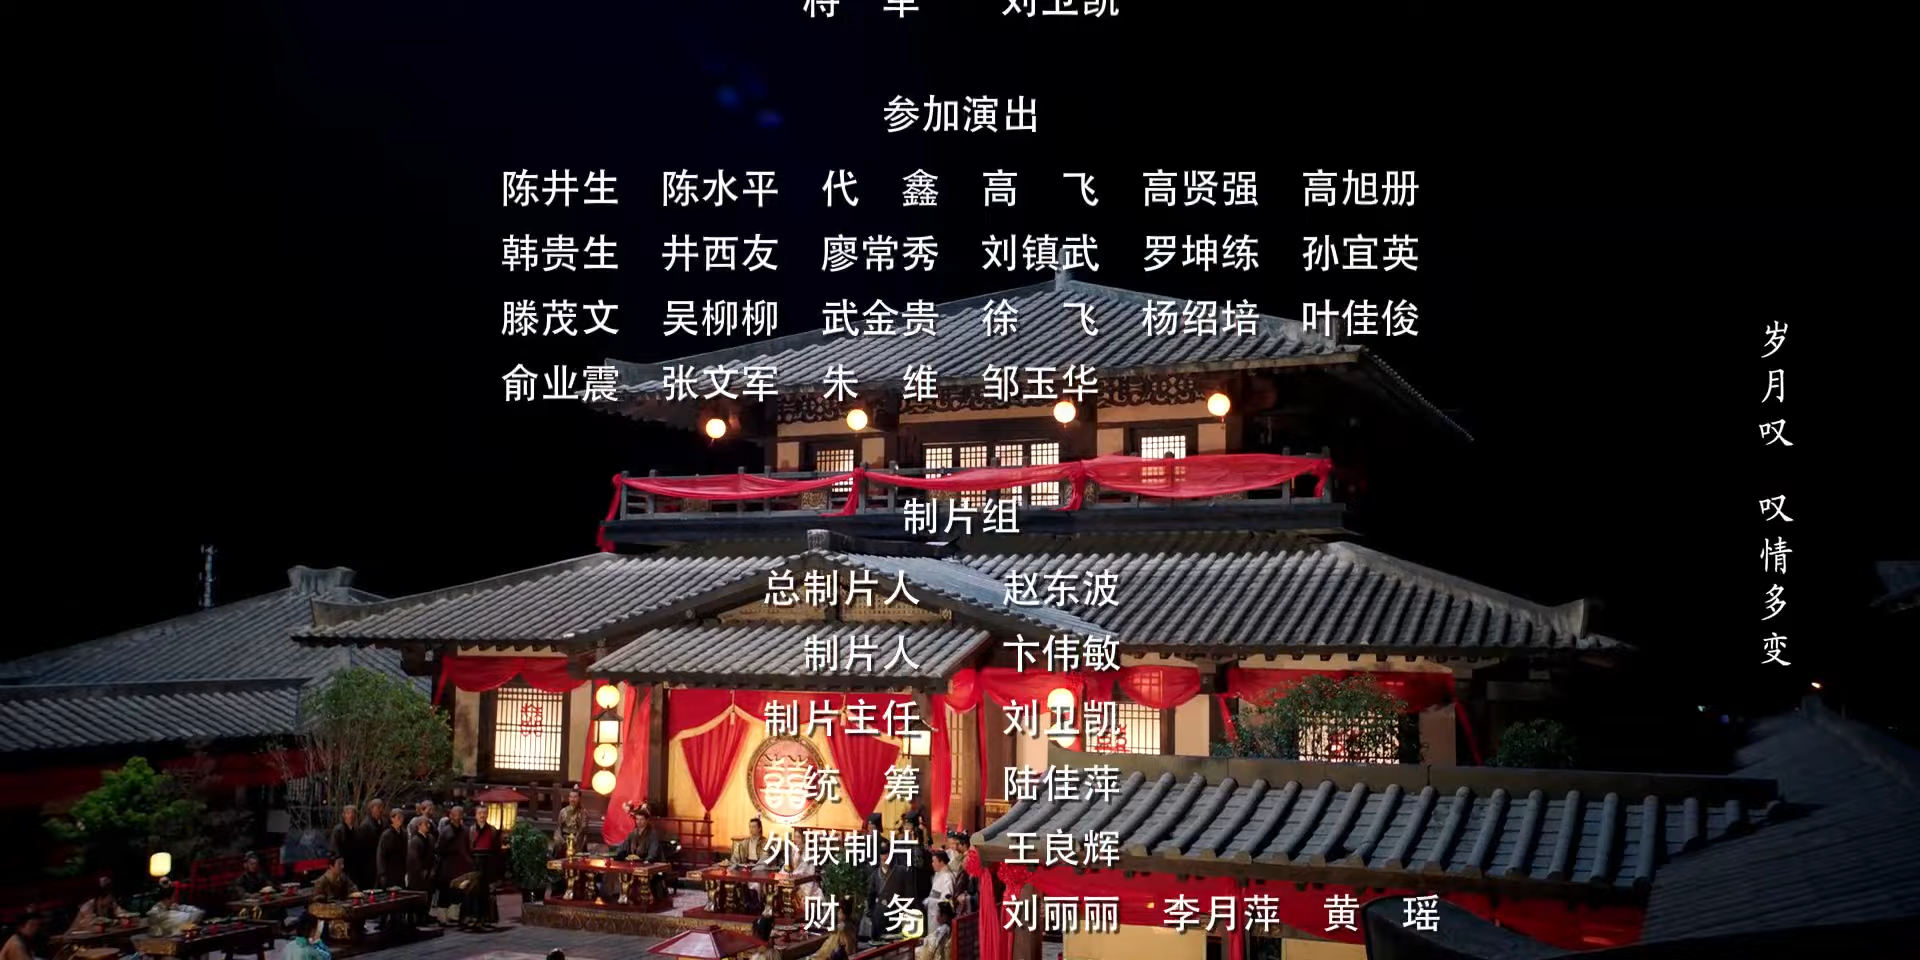 将　军　　刘卫凯
参加演出
陈井生　陈水平　代　鑫　高　飞　高贤强　高旭册
韩贵生　井西友　廖常秀　刘镇武　罗坤练　孙宜英
滕茂文　吴柳柳　武金贵　徐　飞　杨绍培　叶佳俊
俞业震　张文军　朱　维　邹玉华
制片组
总制片人　　赵东波
制片人　　卞伟敏
制片主任　　刘卫凯
统　筹　　陆佳萍
外联制片　　王良辉
财　务　　刘丽丽　李月萍　黄　瑶
岁月叹　叹情多变
囍